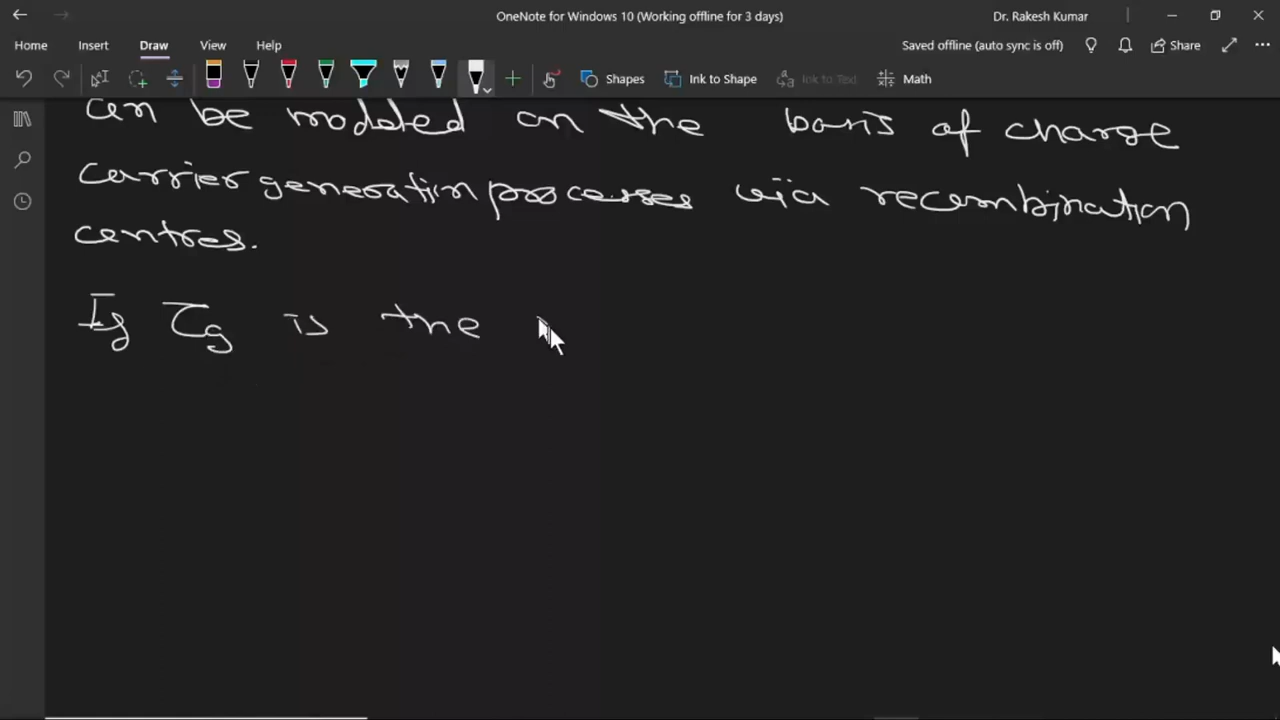 OneNote for Windows 10 (Working offline for 3 days)
Dr. Rakesh Kumar
Home Insert Draw View Help
Saved offline (auto sync is off)
Share
Shapes
Ink to Shape
Ink to Text
Math
can be modeled on the basis of charge
carrier generation processes via recombination
centres.
If τg is the